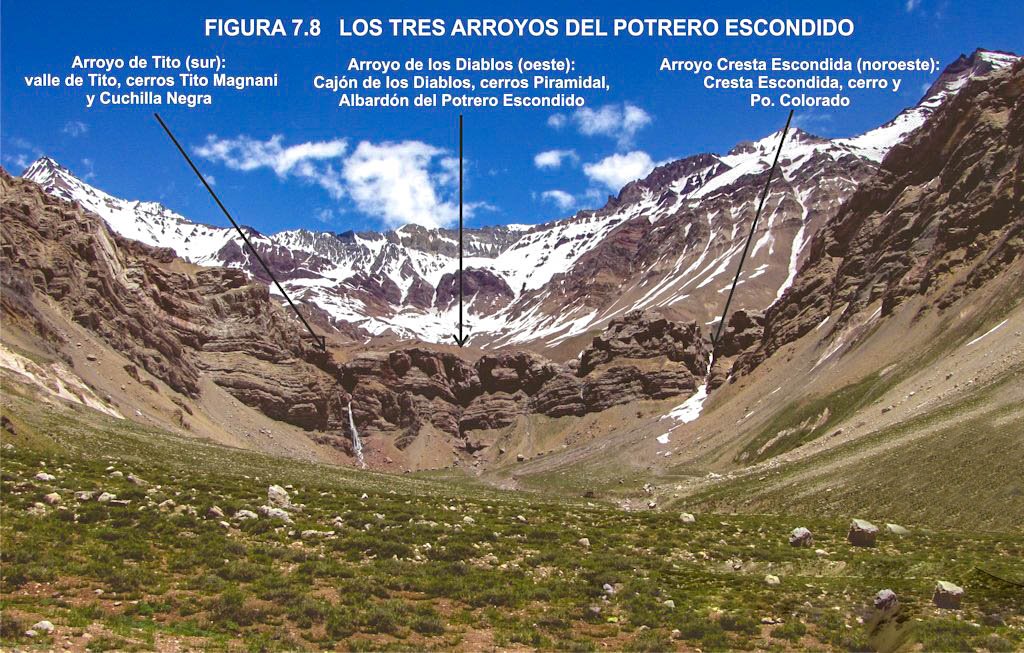 FIGURA 7.8 LOS TRES ARROYOS DEL POTRERO ESCONDIDO
Arroyo de Tito (sur):
valle de Tito, cerros Tito Magnani
y Cuchilla Negra
Arroyo de los Diablos (oeste):
Cajón de los Diablos, cerros Piramidal,
Albardón del Potrero Escondido
Arroyo Cresta Escondida (noroeste):
Cresta Escondida, cerro y
Po. Colorado